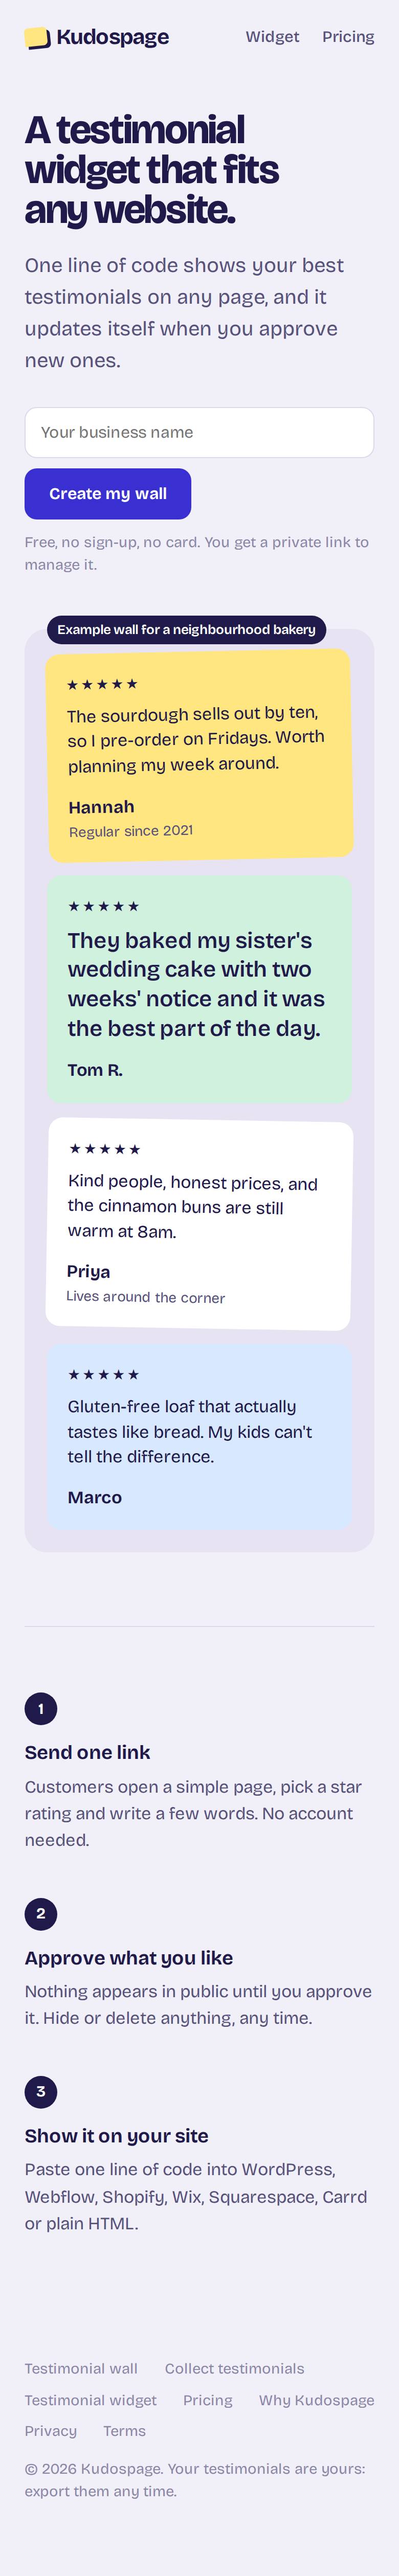 Kudospage
Widget Pricing
A testimonial
widget that fits
any website.
One line of code shows your best
testimonials on any page, and it
updates itself when you approve
new ones.
Your business name
Create my wall
Free, no sign-up, no card. You get a private link to
manage it.
Example wall for a neighbourhood bakery
★★★★★
The sourdough sells out by ten,
so I pre-order on Fridays. Worth
planning my week around.
Hannah
Regular since 2021
★★★★★
They baked my sister's
wedding cake with two
weeks' notice and it was
the best part of the day.
Tom R.
★★★★★
Kind people, honest prices, and
the cinnamon buns are still
warm at 8am.
Priya
Lives around the corner
★★★★★
Gluten-free loaf that actually
tastes like bread. My kids can't
tell the difference.
Marco
1
Send one link
Customers open a simple page, pick a star
rating and write a few words. No account
needed.
2
Approve what you like
Nothing appears in public until you approve
it. Hide or delete anything, any time.
3
Show it on your site
Paste one line of code into WordPress,
Webflow, Shopify, Wix, Squarespace, Carrd
or plain HTML.
Testimonial wall Collect testimonials
Testimonial widget Pricing Why Kudospage
Privacy Terms
© 2026 Kudospage. Your testimonials are yours:
export them any time.